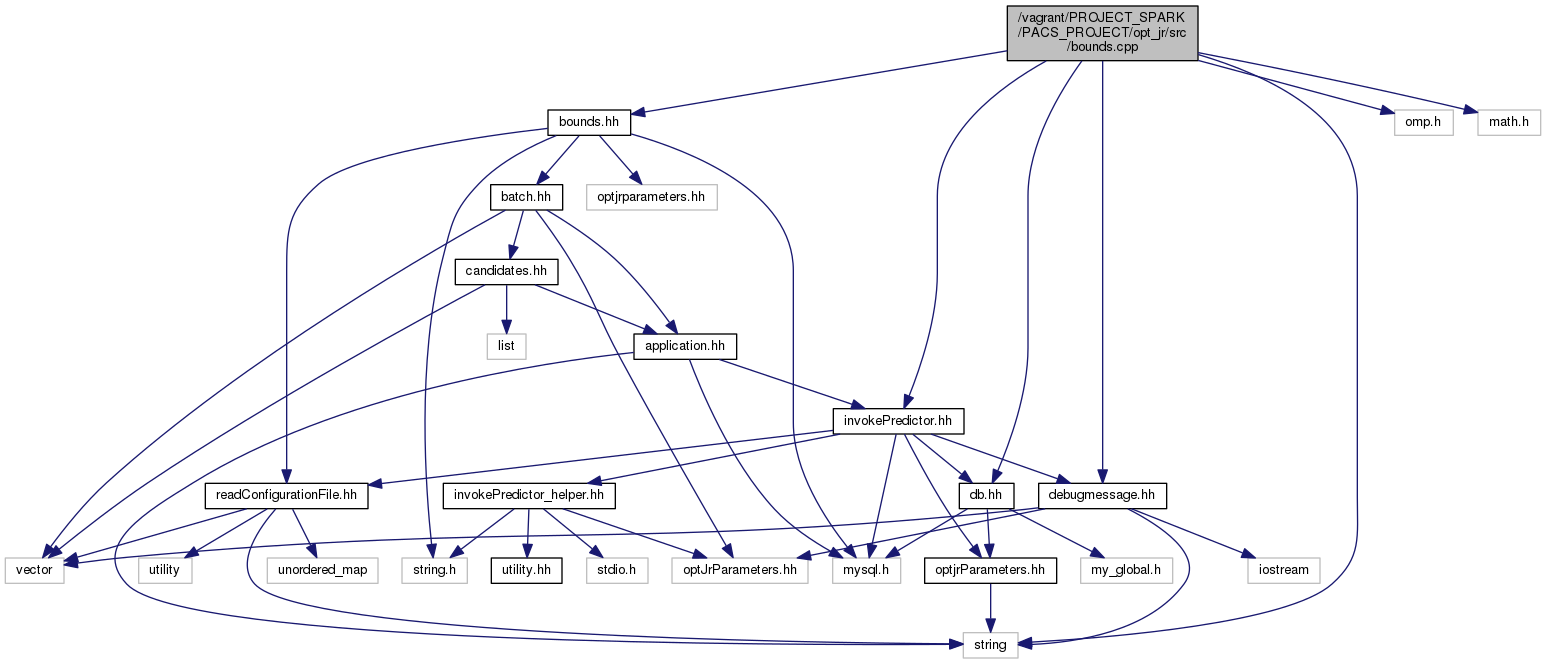 /vagrant/PROJECT_SPARK
/PACS_PROJECT/opt_jr/src
/bounds.cpp
bounds.hh
omp.h
math.h
batch.hh
optjrparameters.hh
candidates.hh
list
application.hh
invokePredictor.hh
readConfigurationFile.hh
invokePredictor_helper.hh
db.hh
debugmessage.hh
vector
utility
unordered_map
string.h
utility.hh
stdio.h
optJrParameters.hh
mysql.h
optjrParameters.hh
my_global.h
iostream
string